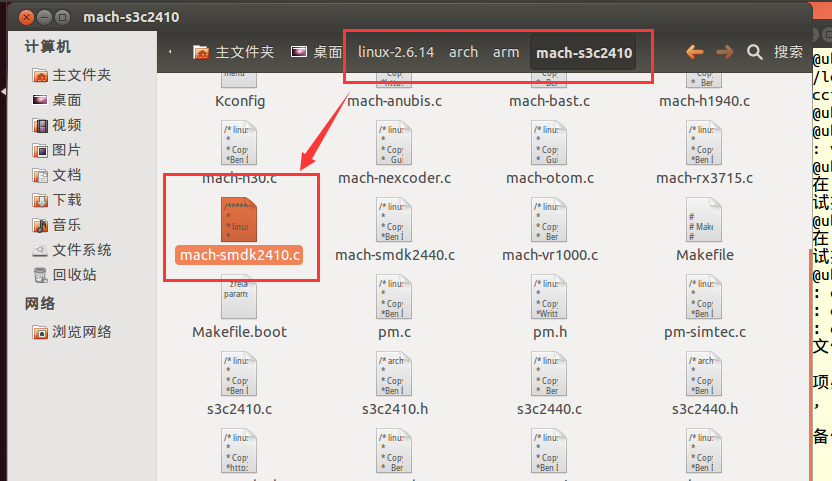 mach-s3c2410
计算机
主文件夹
桌面
视频
图片
文档
下载
音乐
文件系统
回收站
网络
浏览网络
主文件夹 桌面 linux-2.6.14 arch arm mach-s3c2410 搜索
Kconfig mach-anubis.c mach-bast.c mach-h1940.c
mach-n30.c mach-nexcoder.c mach-otom.c mach-rx3715.c
mach-smdk2410.c mach-smdk2440.c mach-vr1000.c Makefile
Makefile.boot pm.c pm.h pm-simtec.c
s3c2410.c s3c2410.h s3c2440.c s3c2440.h